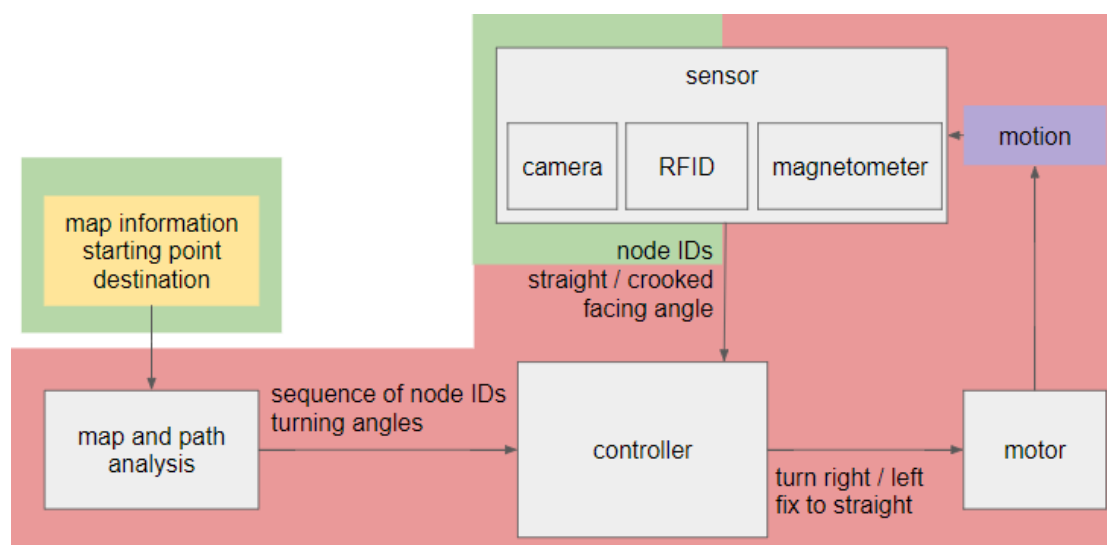 sensor
camera
RFID
magnetometer
motion
map information
starting point
destination
node IDs
straight / crooked
facing angle
map and path
analysis
sequence of node IDs
turning angles
controller
turn right / left
fix to straight
motor